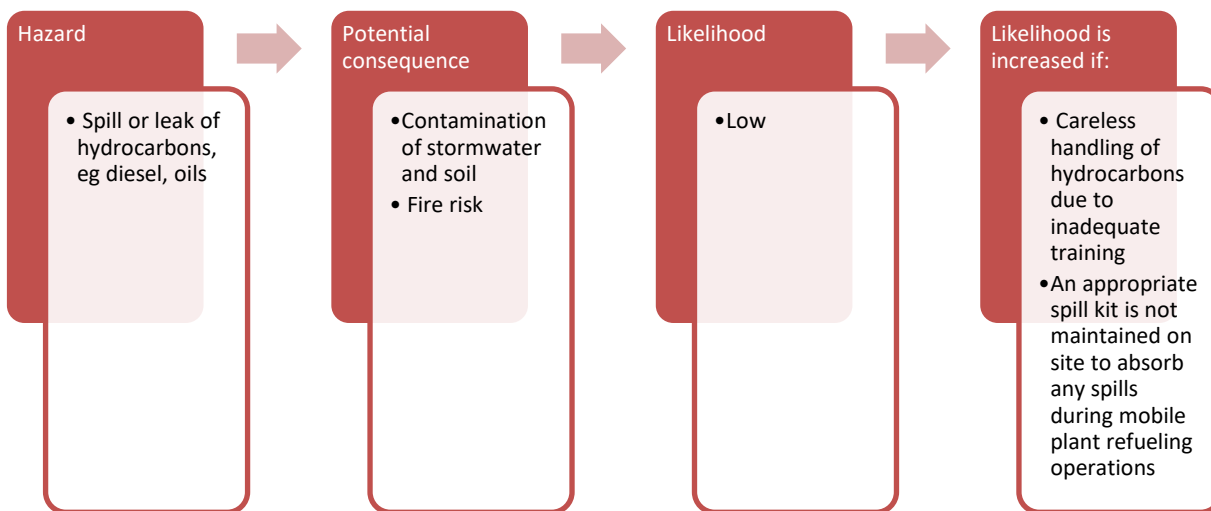 Hazard
• Spill or leak of
hydrocarbons,
eg diesel, oils
Potential
consequence
•Contamination
of stormwater
and soil
• Fire risk
Likelihood
•Low
Likelihood is
increased if:
• Careless
handling of
hydrocarbons
due to
inadequate
training
•An appropriate
spill kit is not
maintained on
site to absorb
any spills
during mobile
plant refueling
operations